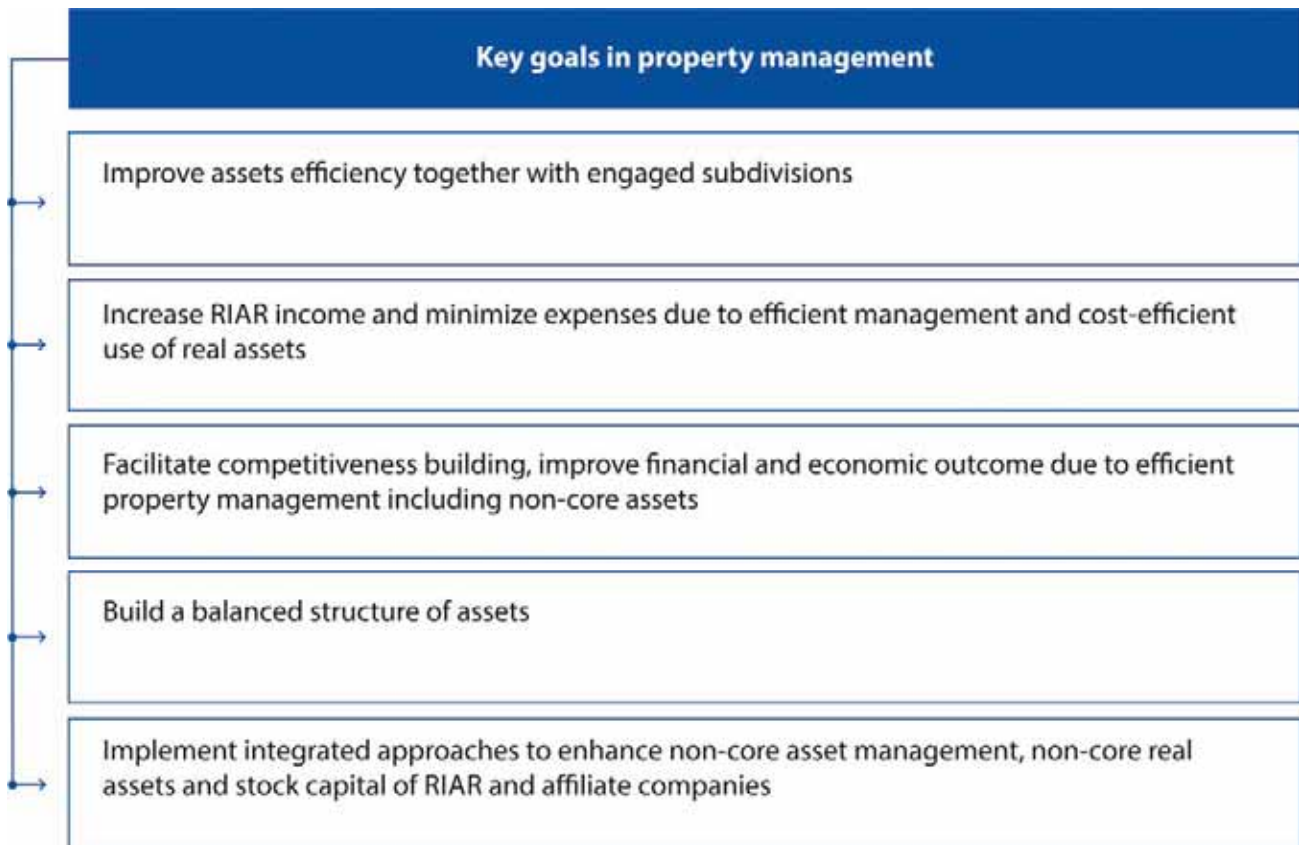 Key goals in property management
Improve assets efficiency together with engaged subdivisions
Increase RIAR income and minimize expenses due to efficient management and cost-efficient
use of real assets
Facilitate competitiveness building, improve financial and economic outcome due to efficient
property management including non-core assets
Build a balanced structure of assets
Implement integrated approaches to enhance non-core asset management, non-core real
assets and stock capital of RIAR and affiliate companies